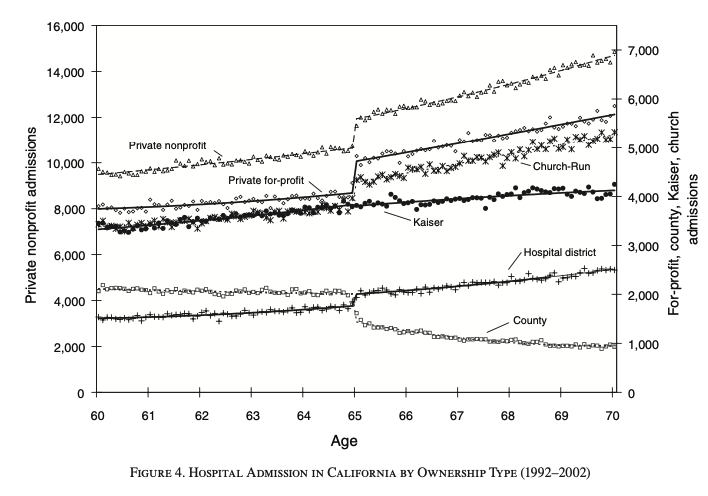 16,000
14,000
12,000
10,000
8,000
6,000
4,000
2,000
0
Private nonprofit admissions
7,000
6,000
5,000
4,000
3,000
2,000
1,000
0
For-profit, county, Kaiser, church
admissions
Private nonprofit
Private for-profit
Church-Run
Kaiser
Hospital district
County
60 61 62 63 64 65 66 67 68 69 70
Age
FIGURE 4. HOSPITAL ADMISSION IN CALIFORNIA BY OWNERSHIP TYPE (1992–2002)